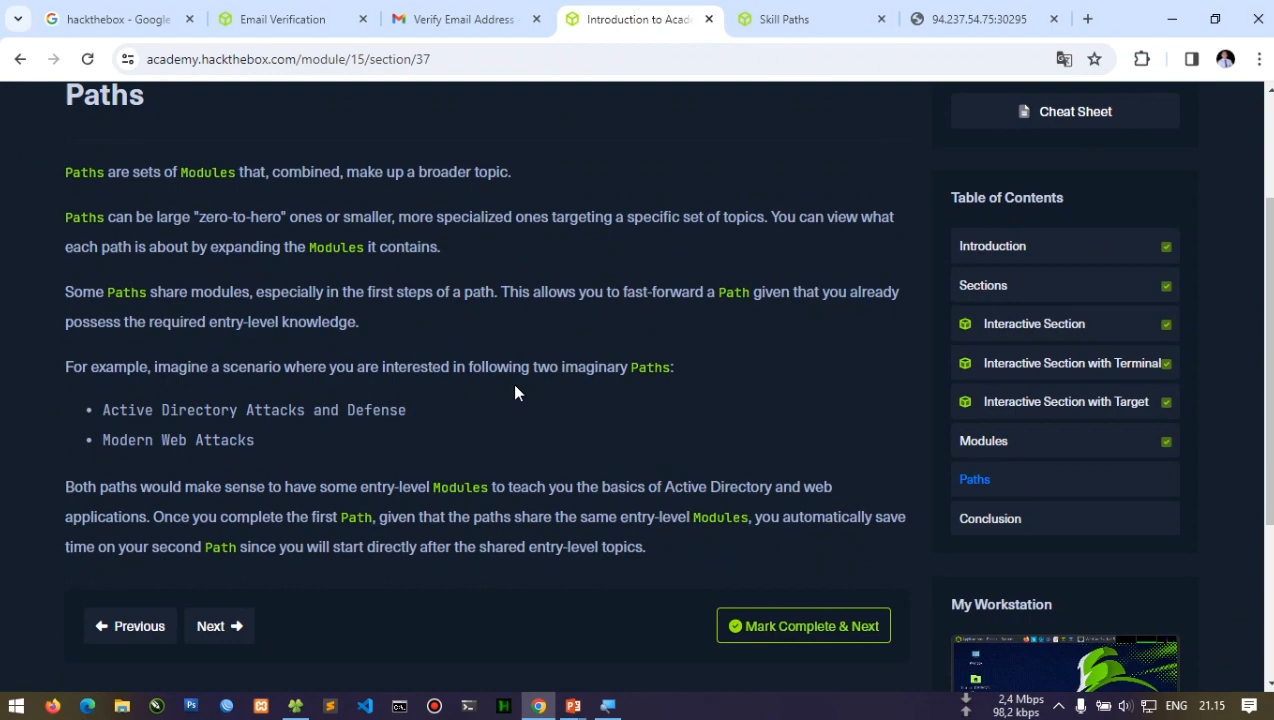 hackthebox - Google
Email Verification
Verify Email Address
Introduction to Acade
Skill Paths
94.237.54.75:30295
academy.hackthebox.com/module/15/section/37
Paths
Paths are sets of Modules that, combined, make up a broader topic.
Paths can be large "zero-to-hero" ones or smaller, more specialized ones targeting a specific set of topics. You can view what
each path is about by expanding the Modules it contains.
Some Paths share modules, especially in the first steps of a path. This allows you to fast-forward a Path given that you already
possess the required entry-level knowledge.
For example, imagine a scenario where you are interested in following two imaginary Paths:
• Active Directory Attacks and Defense
• Modern Web Attacks
Both paths would make sense to have some entry-level Modules to teach you the basics of Active Directory and web
applications. Once you complete the first Path, given that the paths share the same entry-level Modules, you automatically save
time on your second Path since you will start directly after the shared entry-level topics.
Previous
Next
Mark Complete & Next
Cheat Sheet
Table of Contents
Introduction
Sections
Interactive Section
Interactive Section with Terminal
Interactive Section with Target
Modules
Paths
Conclusion
My Workstation
2,4 Mbps
98,2 kbps
ENG
21.15